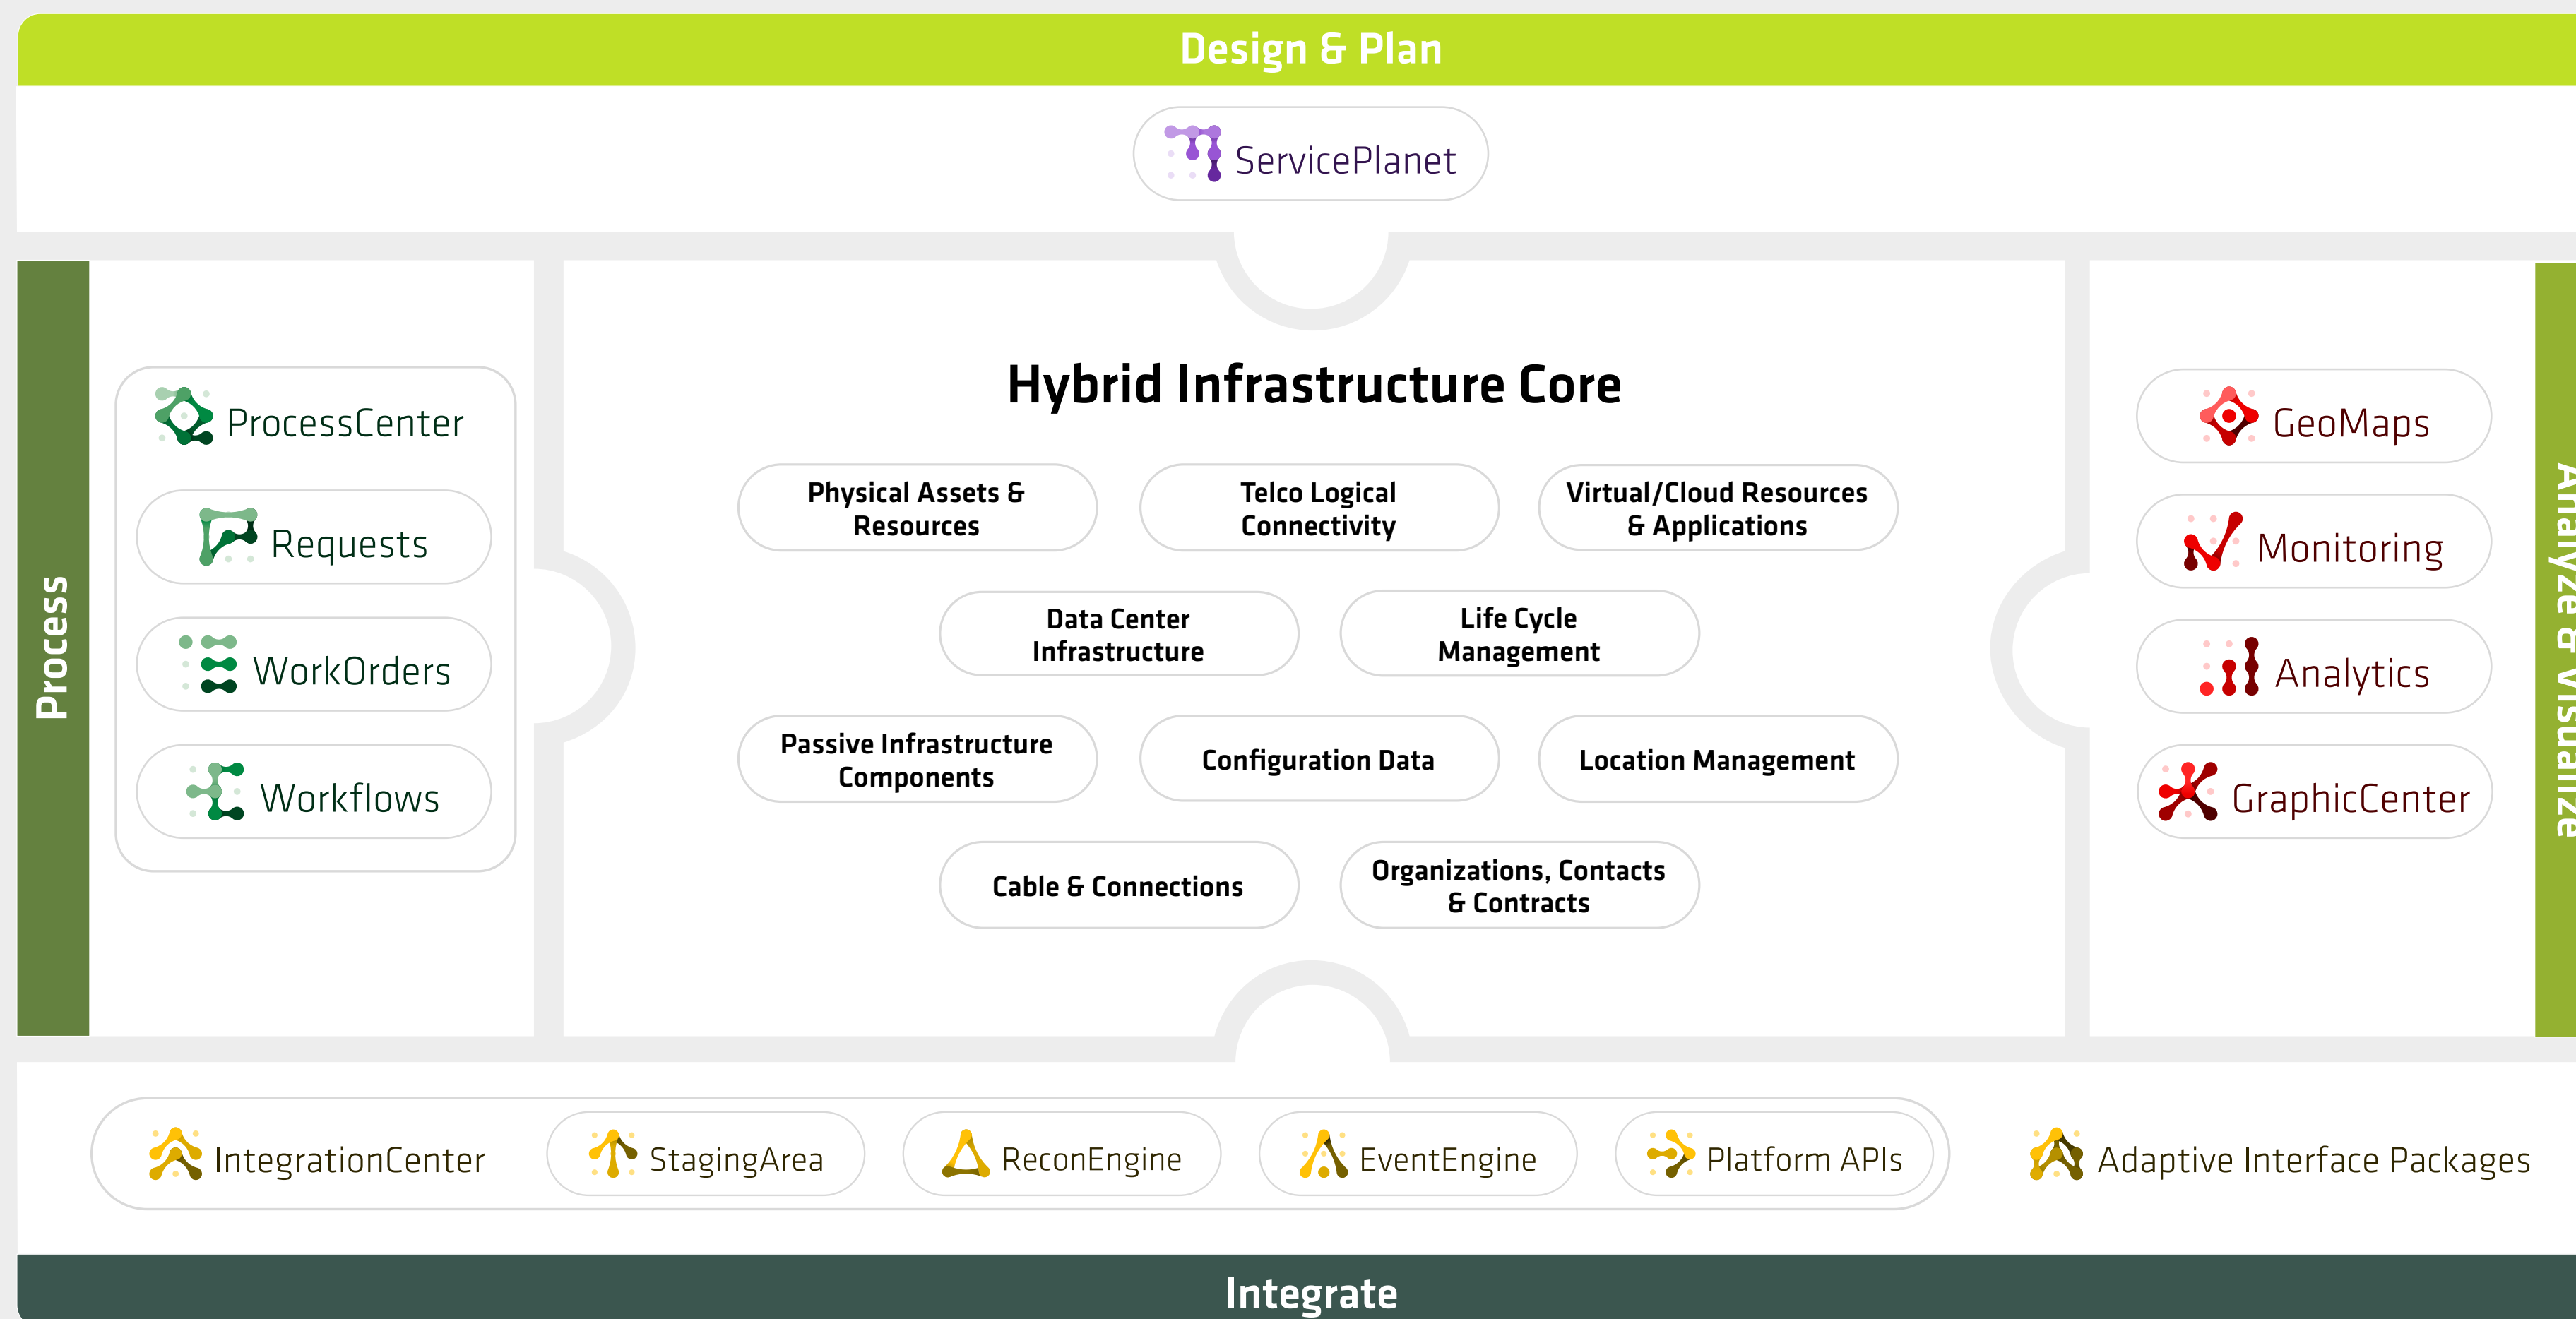 Design & Plan
ServicePlanet
Process
ProcessCenter
Requests
WorkOrders
Workflows
Hybrid Infrastructure Core
Physical Assets &
Resources
Telco Logical
Connectivity
Virtual/Cloud Resources
& Applications
Data Center
Infrastructure
Life Cycle
Management
Passive Infrastructure
Components
Configuration Data
Location Management
Cable & Connections
Organizations, Contacts
& Contracts
GeoMaps
Monitoring
Analytics
GraphicCenter
Analyze & Visualize
IntegrationCenter
StagingArea
ReconEngine
EventEngine
Platform APIs
Adaptive Interface Packages
Integrate